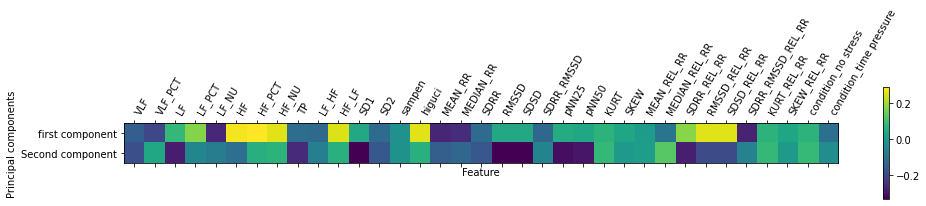 VLF
VLF_PCT
LF
LF_PCT
LF_NU
HF
HF_PCT
HF_NU
TP
LF_HF
HF_LF
SD1
SD2
sampen
higuci
MEAN_RR
MEDIAN_RR
SDRR
RMSSD
SDSD
SDRR_RMSSD
pNN25
pNN50
KURT
SKEW
MEAN_REL_RR
MEDIAN_REL_RR
SDRR_REL_RR
RMSSD_REL_RR
SDSD_REL_RR
SDRR_RMSSD_REL_RR
KURT_REL_RR
SKEW_REL_RR
condition_no stress
condition_time pressure
Principal components
first component
Second component
Feature
0.2
0.0
−0.2